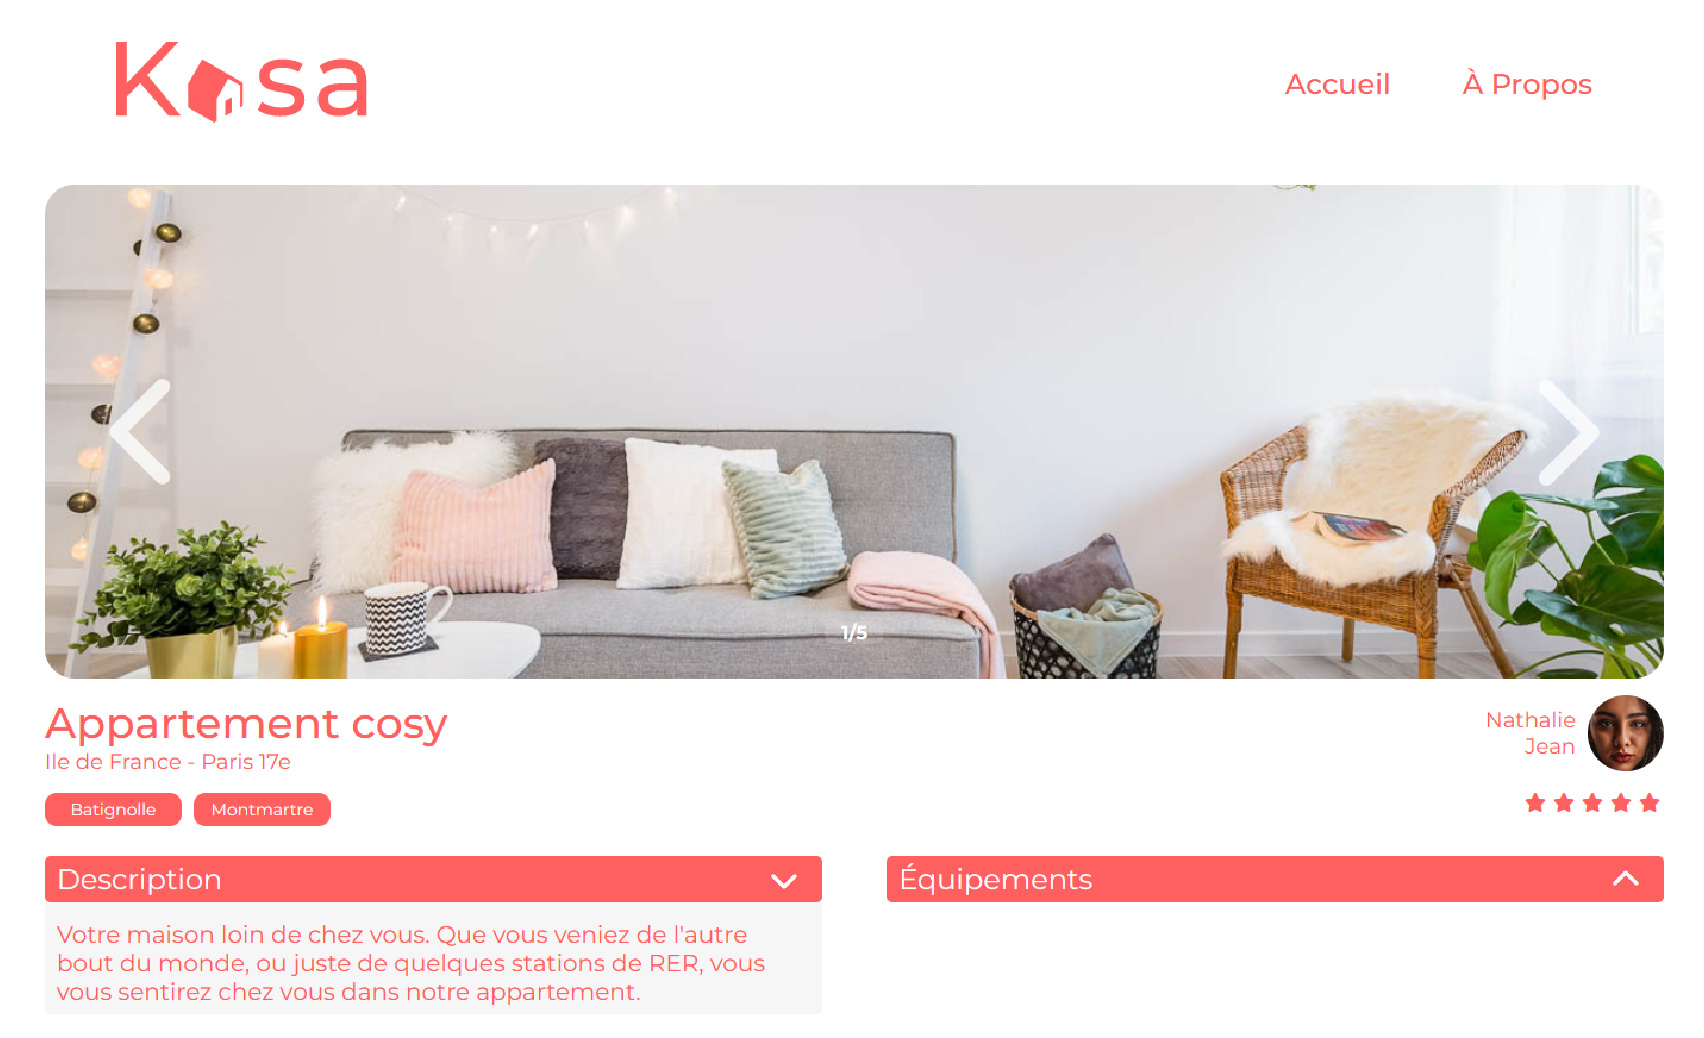 Kasa
Accueil À Propos
1/5
Appartement cosy
Ile de France - Paris 17e
Batignolle Montmartre
Nathalie
Jean
Description
Votre maison loin de chez vous. Que vous veniez de l'autre
bout du monde, ou juste de quelques stations de RER, vous
vous sentirez chez vous dans notre appartement.
Équipements